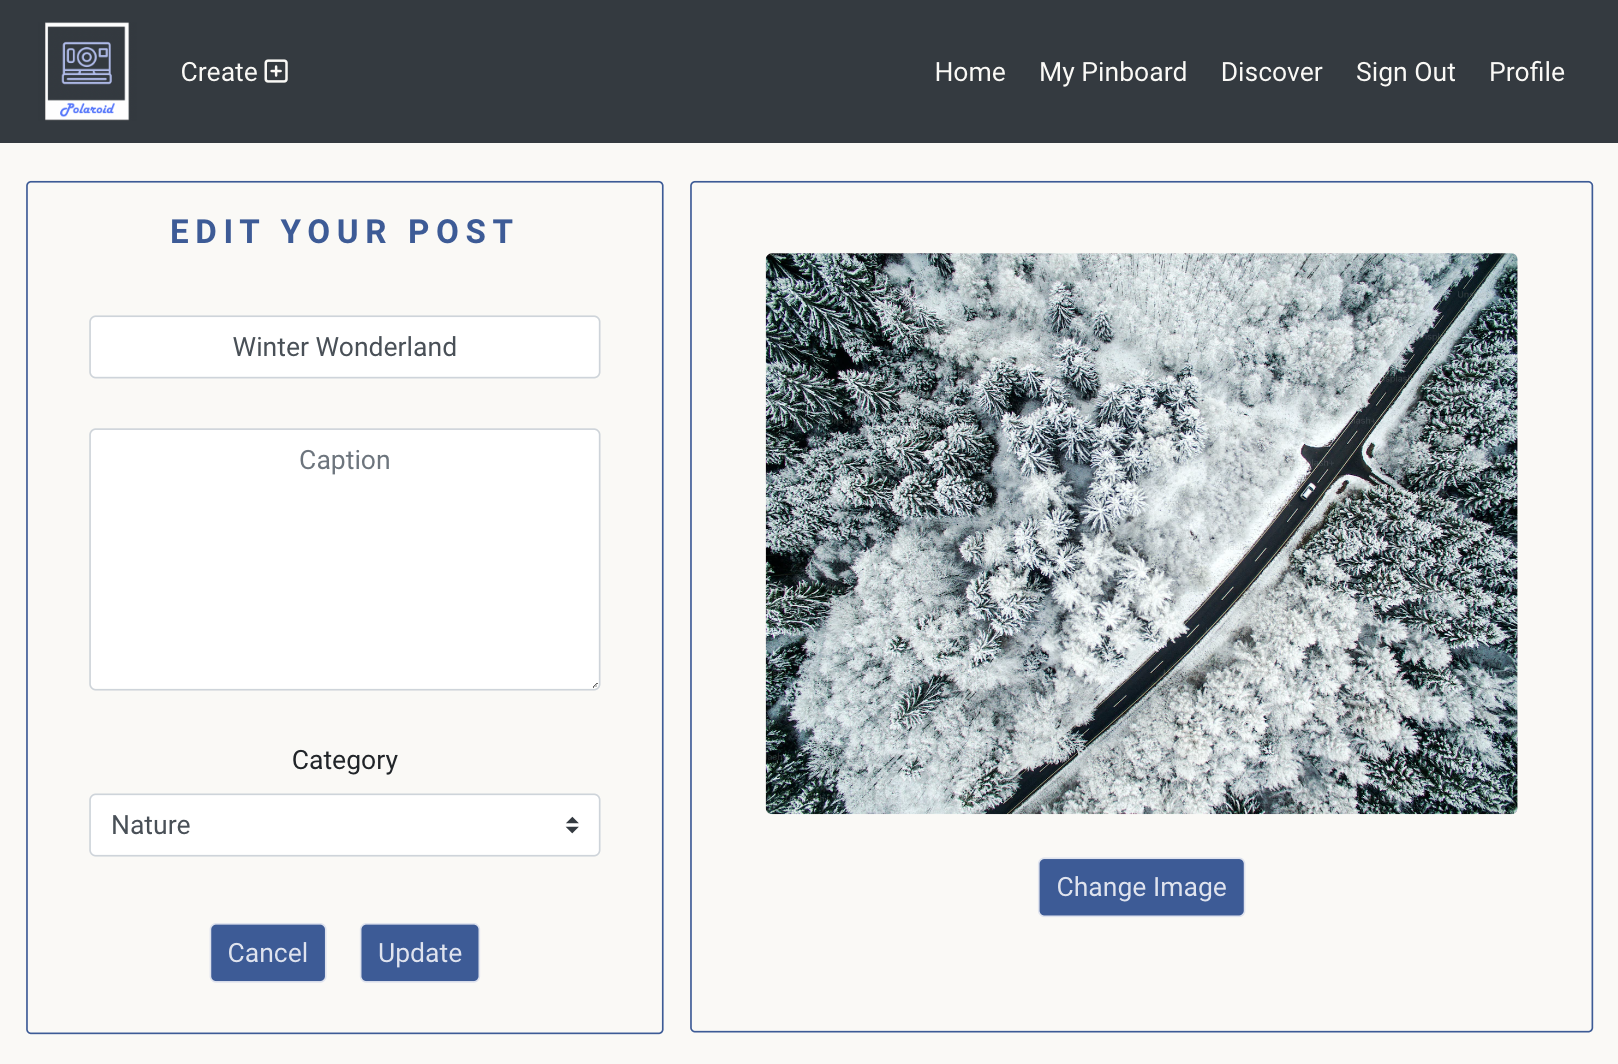 Polaroid
Create
Home My Pinboard Discover Sign Out Profile
EDIT YOUR POST
Winter Wonderland
Caption
Category
Nature
Cancel Update
Change Image